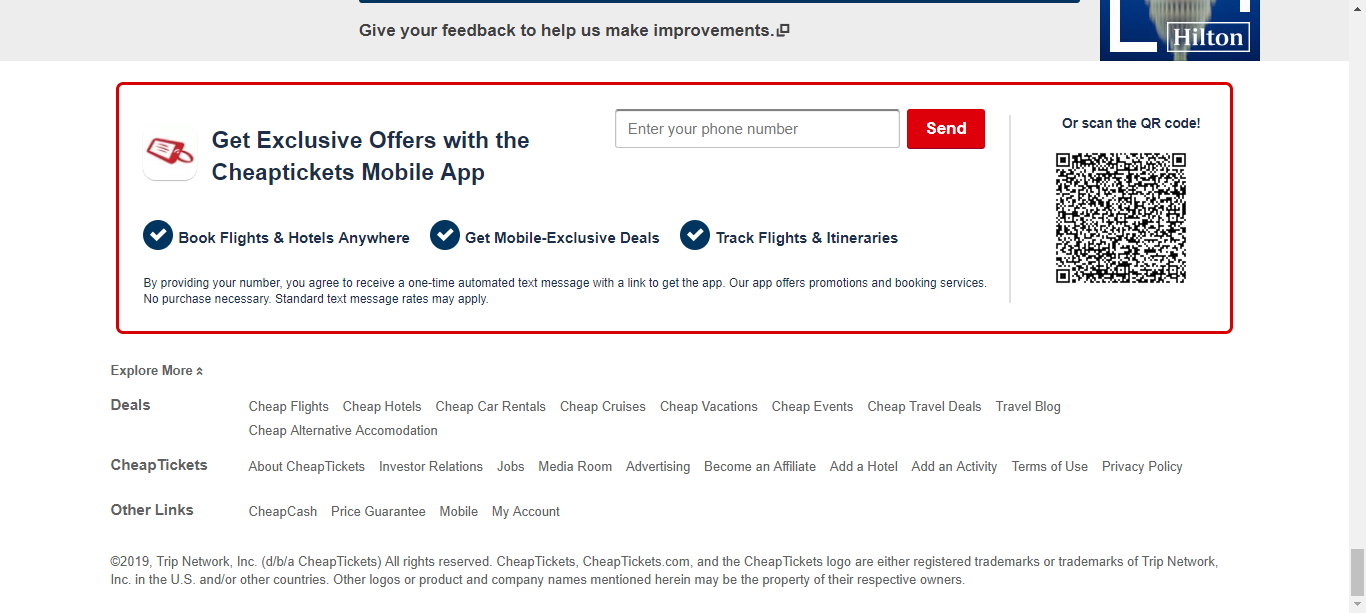 Give your feedback to help us make improvements.
Hilton
Get Exclusive Offers with the
Cheaptickets Mobile App
Enter your phone number
Send
Or scan the QR code!
Book Flights & Hotels Anywhere
Get Mobile-Exclusive Deals
Track Flights & Itineraries
By providing your number, you agree to receive a one-time automated text message with a link to get the app. Our app offers promotions and booking services.
No purchase necessary. Standard text message rates may apply.
Explore More
Deals
Cheap Flights Cheap Hotels Cheap Car Rentals Cheap Cruises Cheap Vacations Cheap Events Cheap Travel Deals Travel Blog
Cheap Alternative Accomodation
CheapTickets
About CheapTickets Investor Relations Jobs Media Room Advertising Become an Affiliate Add a Hotel Add an Activity Terms of Use Privacy Policy
Other Links
CheapCash Price Guarantee Mobile My Account
©2019, Trip Network, Inc. (d/b/a CheapTickets) All rights reserved. CheapTickets, CheapTickets.com, and the CheapTickets logo are either registered trademarks or trademarks of Trip Network,
Inc. in the U.S. and/or other countries. Other logos or product and company names mentioned herein may be the property of their respective owners.